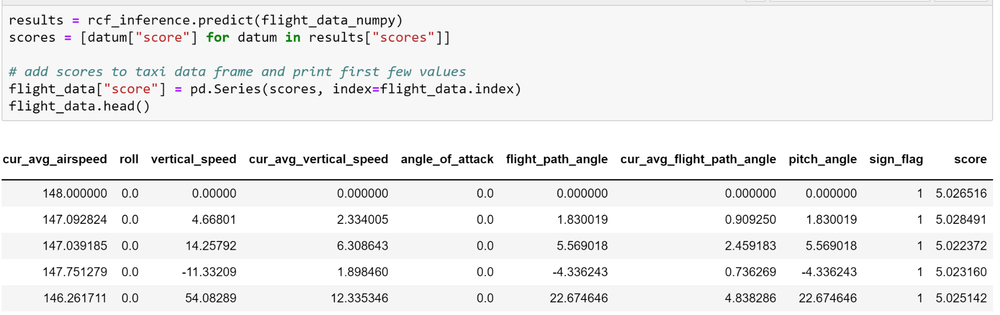 results = rcf_inference.predict(flight_data_numpy)
scores = [datum["score"] for datum in results["scores"]]
# add scores to taxi data frame and print first few values
flight_data["score"] = pd.Series(scores, index=flight_data.index)
flight_data.head()
cur_avg_airspeed roll vertical_speed cur_avg_vertical_speed angle_of_attack flight_path_angle cur_avg_flight_path_angle pitch_angle sign_flag score
148.000000 0.0 0.00000 0.000000 0.0 0.000000 0.000000 0.000000 1 5.026516
147.092824 0.0 4.66801 2.334005 0.0 1.830019 0.909250 1.830019 1 5.028491
147.039185 0.0 14.25792 6.308643 0.0 5.569018 2.459183 5.569018 1 5.022372
147.751279 0.0 -11.33209 1.898460 0.0 -4.336243 0.736269 -4.336243 1 5.023160
146.261711 0.0 54.08289 12.335346 0.0 22.674646 4.838286 22.674646 1 5.025142